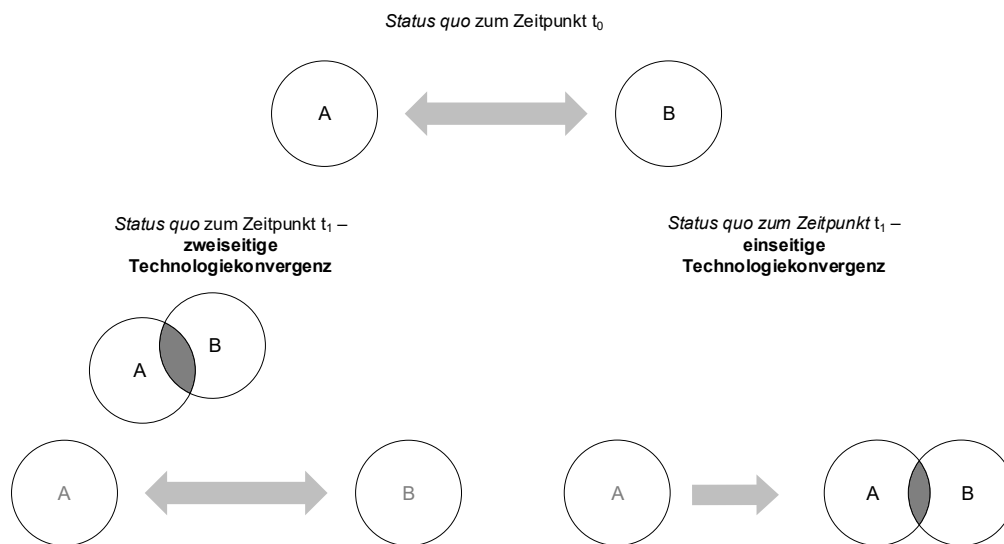 Status quo zum Zeitpunkt t₀
A
B
Status quo zum Zeitpunkt t₁ –
zweiseitige
Technologiekonvergenz
Status quo zum Zeitpunkt t₁ –
einseitige
Technologiekonvergenz
A
B
A
B
A
A
B